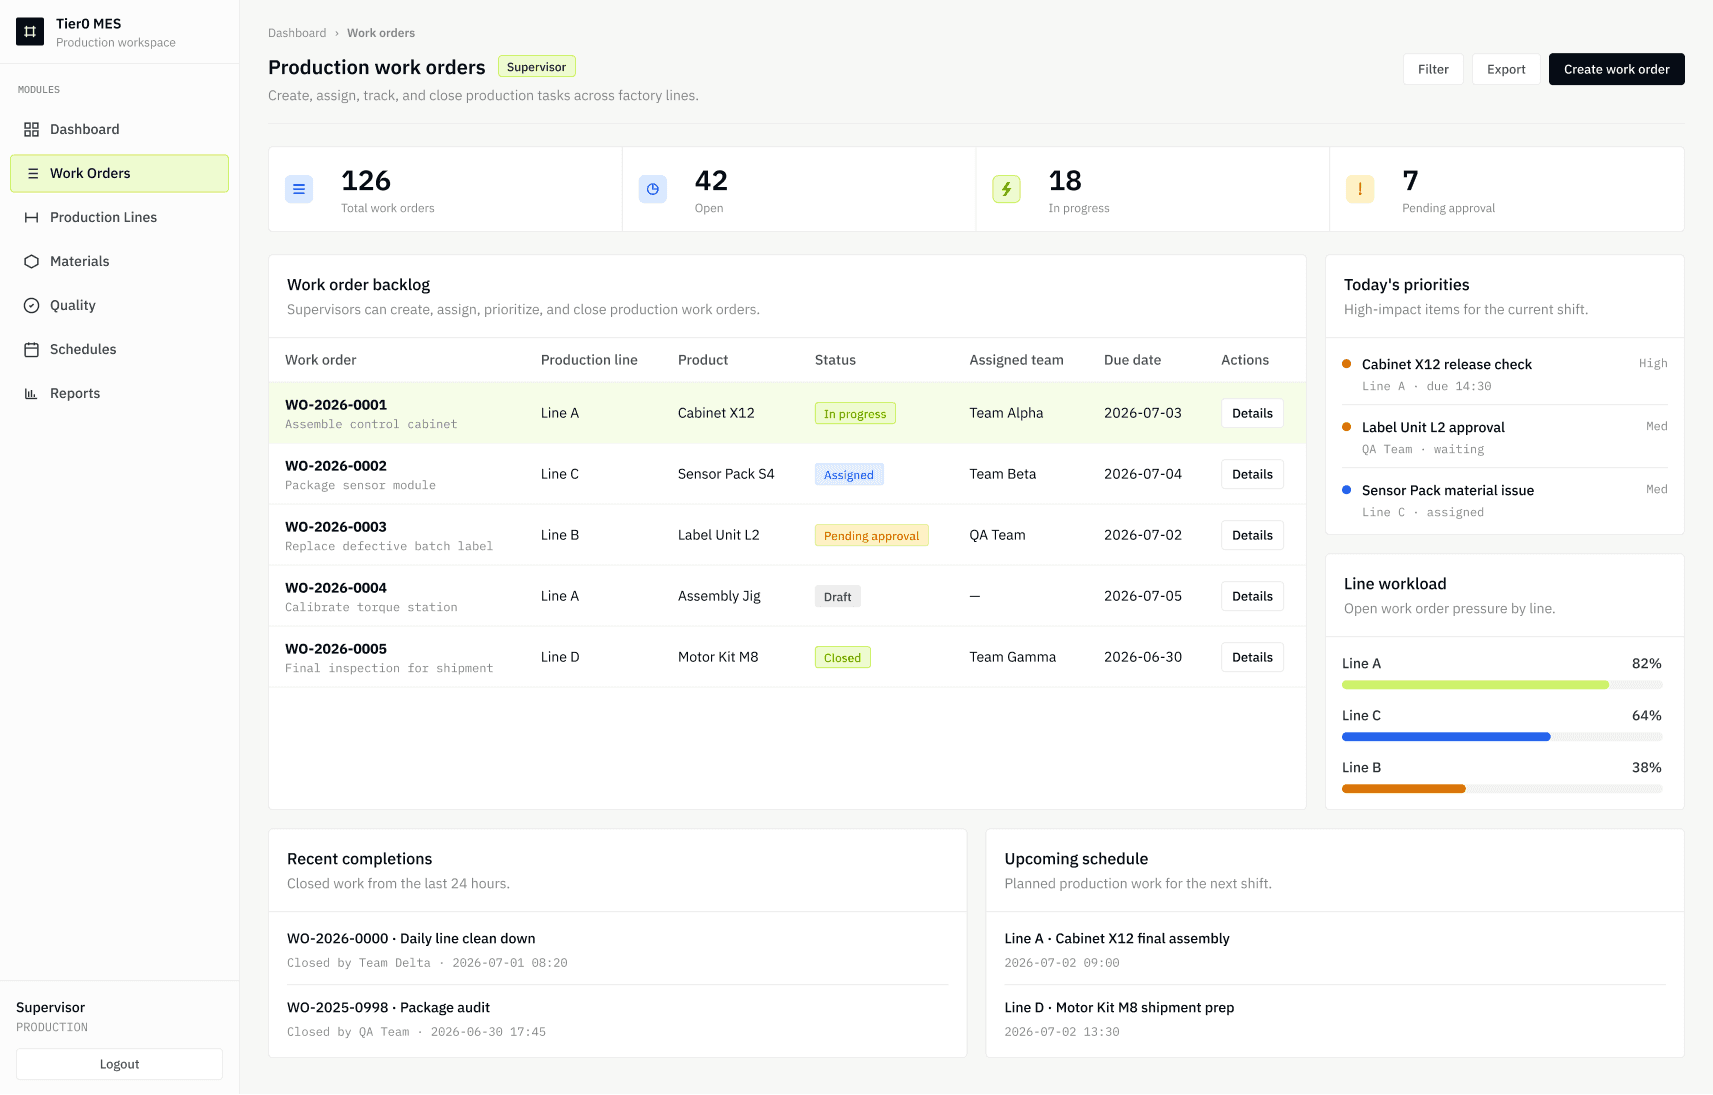 Tier0 MES
Production workspace
MODULES
Dashboard
Work Orders
Production Lines
Materials
Quality
Schedules
Reports
Supervisor
PRODUCTION
Logout
Dashboard › Work orders
Production work orders Supervisor
Create, assign, track, and close production tasks across factory lines.
Filter Export Create work order
126
Total work orders
42
Open
18
In progress
7
Pending approval
Work order backlog
Supervisors can create, assign, prioritize, and close production work orders.
Work order Production line Product Status Assigned team Due date Actions
WO-2026-0001 Line A Cabinet X12 In progress Team Alpha 2026-07-03 Details
Assemble control cabinet
WO-2026-0002 Line C Sensor Pack S4 Assigned Team Beta 2026-07-04 Details
Package sensor module
WO-2026-0003 Line B Label Unit L2 Pending approval QA Team 2026-07-02 Details
Replace defective batch label
WO-2026-0004 Line A Assembly Jig Draft — 2026-07-05 Details
Calibrate torque station
WO-2026-0005 Line D Motor Kit M8 Closed Team Gamma 2026-06-30 Details
Final inspection for shipment
Today's priorities
High-impact items for the current shift.
Cabinet X12 release check High
Line A · due 14:30
Label Unit L2 approval Med
QA Team · waiting
Sensor Pack material issue Med
Line C · assigned
Line workload
Open work order pressure by line.
Line A 82%
Line C 64%
Line B 38%
Recent completions
Closed work from the last 24 hours.
WO-2026-0000 · Daily line clean down
Closed by Team Delta · 2026-07-01 08:20
WO-2025-0998 · Package audit
Closed by QA Team · 2026-06-30 17:45
Upcoming schedule
Planned production work for the next shift.
Line A · Cabinet X12 final assembly
2026-07-02 09:00
Line D · Motor Kit M8 shipment prep
2026-07-02 13:30